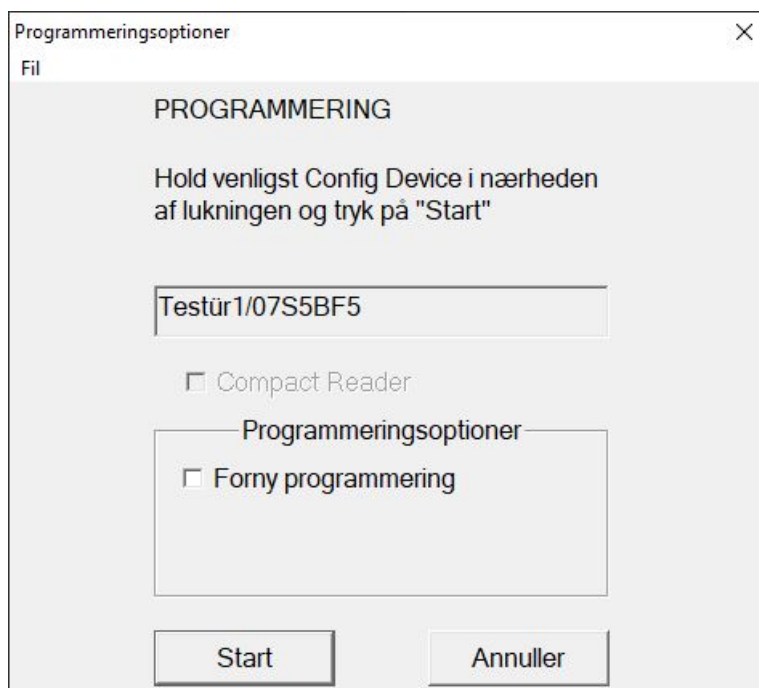 Programmeringsoptioner
Fil
PROGRAMMERING
Hold venligst Config Device i nærheden
af lukningen og tryk på "Start"
Testür1/07S5BF5
Compact Reader
Programmeringsoptioner
Forny programmering
Start Annuller